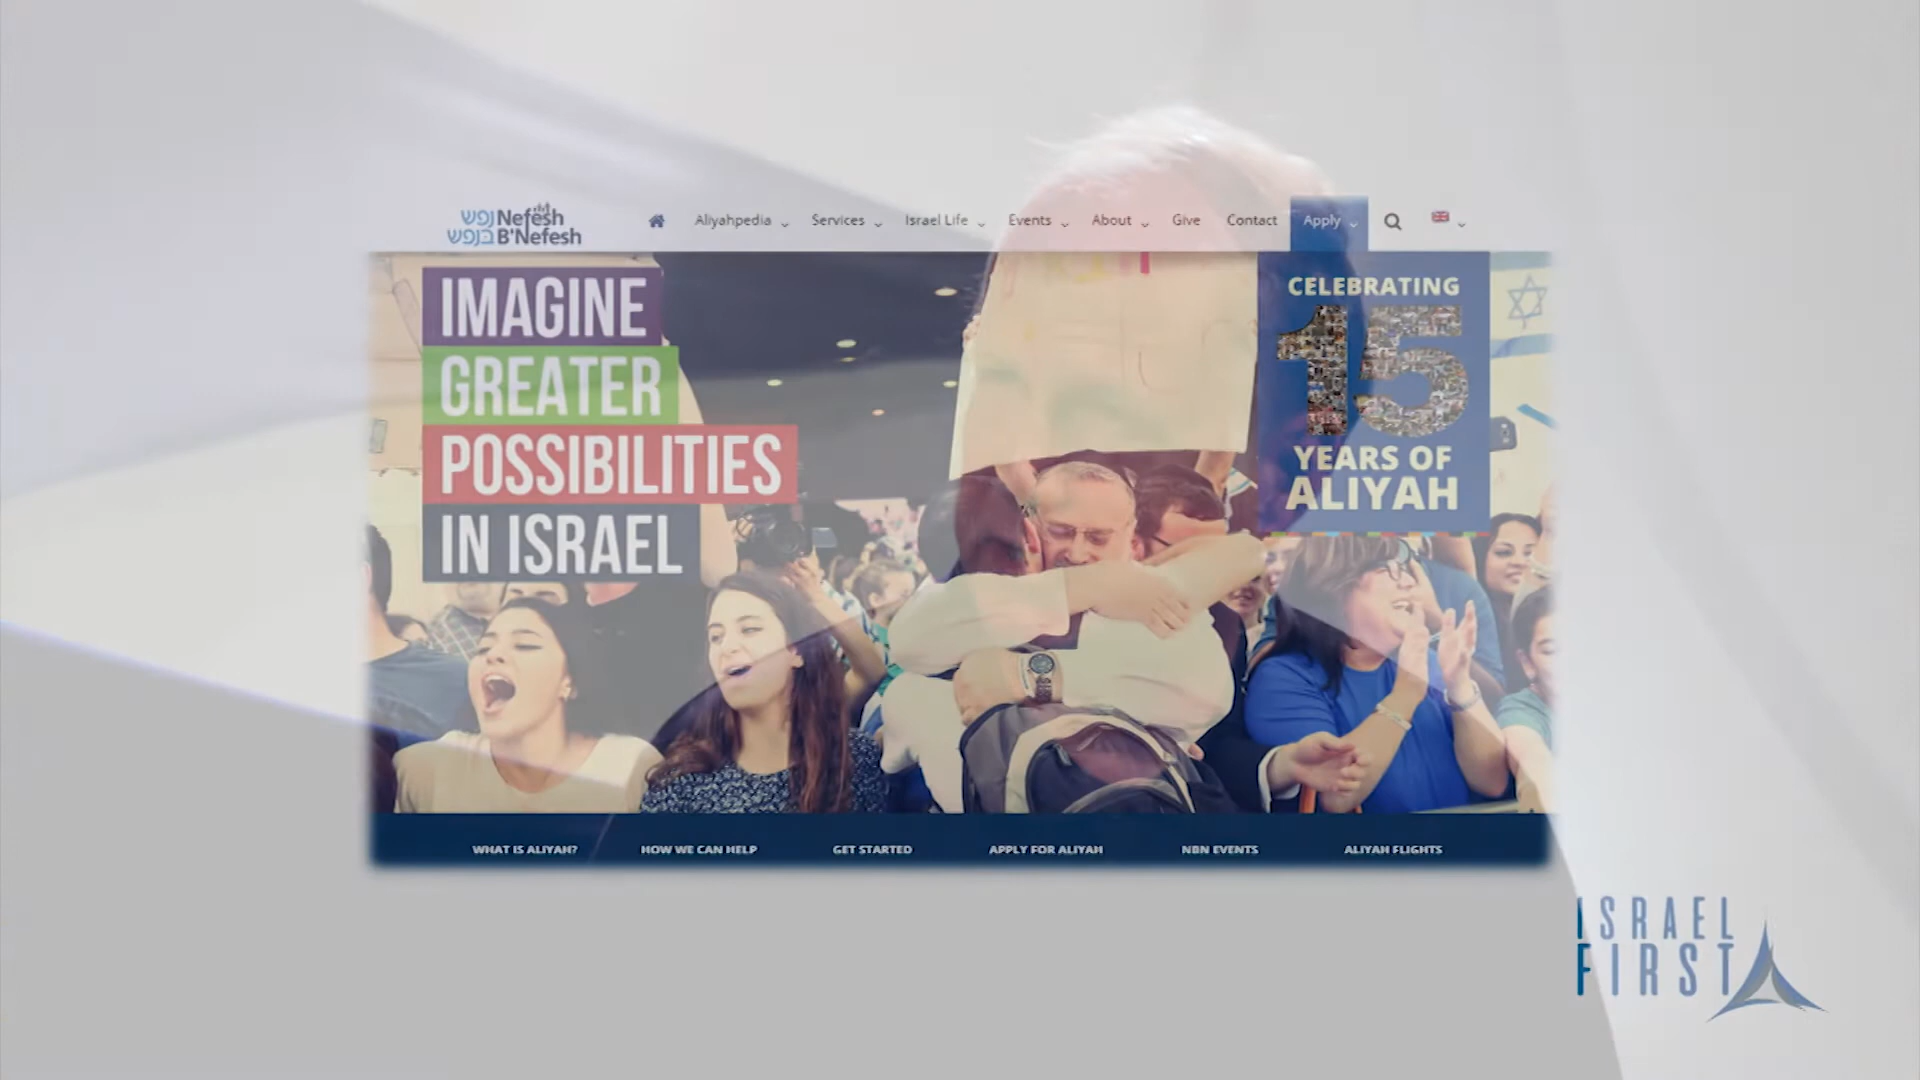 נפש Nefesh
בנפש B'Nefesh
Aliyahpedia Services Israel Life Events About Give Contact Apply
IMAGINE
GREATER
POSSIBILITIES
IN ISRAEL
CELEBRATING
15
YEARS OF
ALIYAH
WHAT IS ALIYAH? HOW WE CAN HELP GET STARTED APPLY FOR ALIYAH NBN EVENTS ALIYAH FLIGHTS
ISRAEL
FIRST